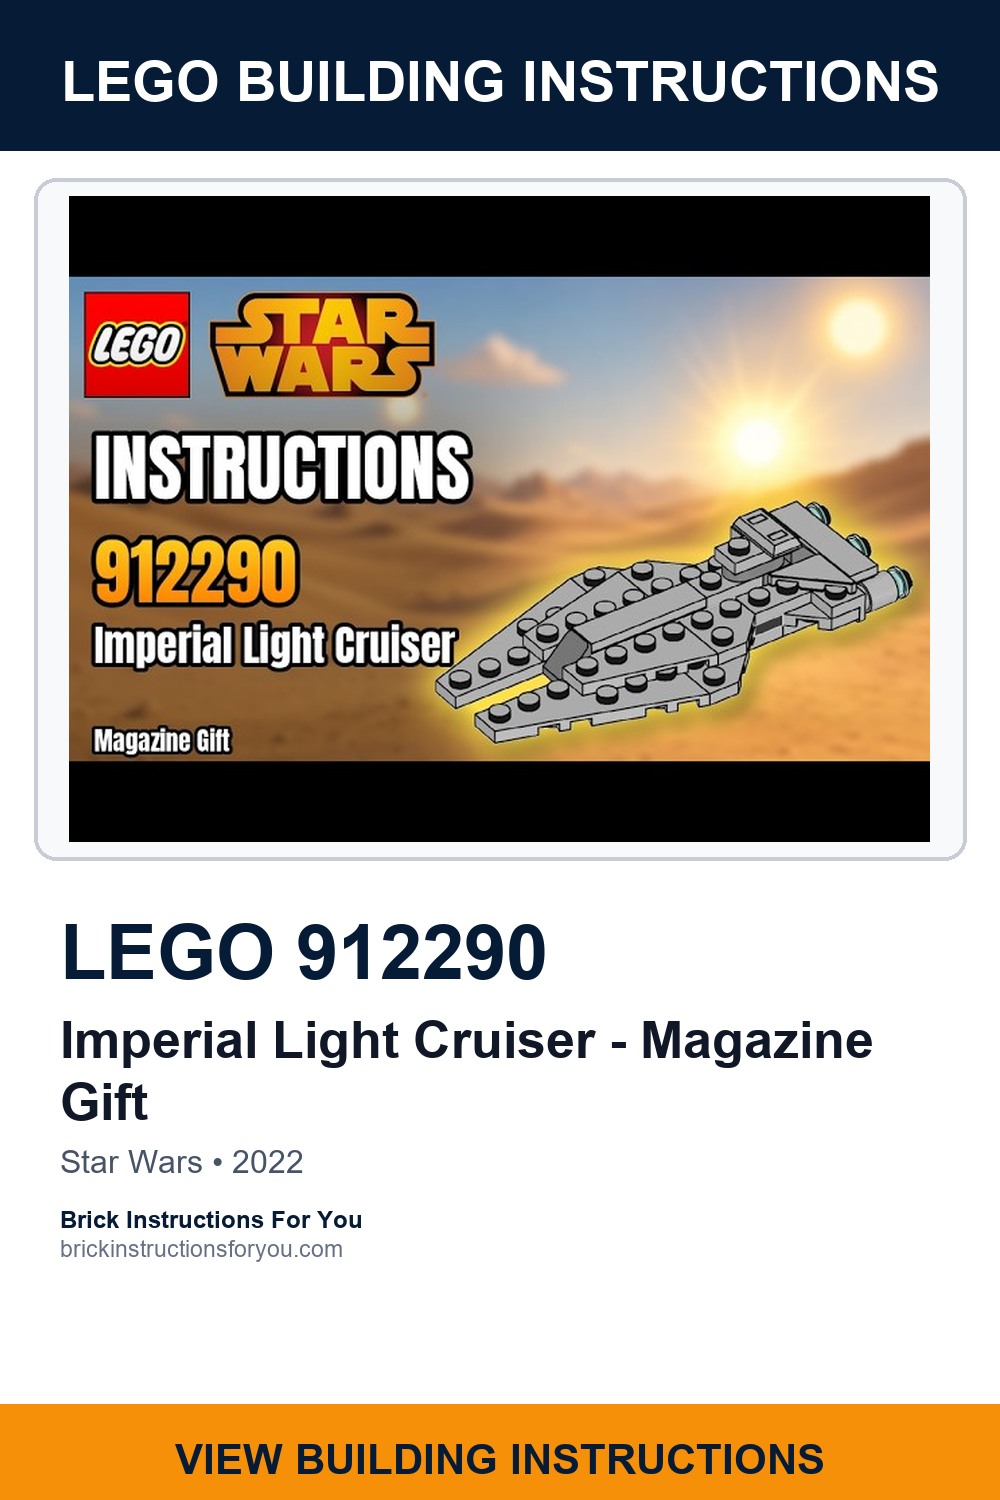 LEGO BUILDING INSTRUCTIONS
LEGO
STAR
WARS
INSTRUCTIONS
912290
Imperial Light Cruiser
Magazine Gift
LEGO 912290
Imperial Light Cruiser - Magazine
Gift
Star Wars • 2022
Brick Instructions For You
brickinstructionsforyou.com
VIEW BUILDING INSTRUCTIONS